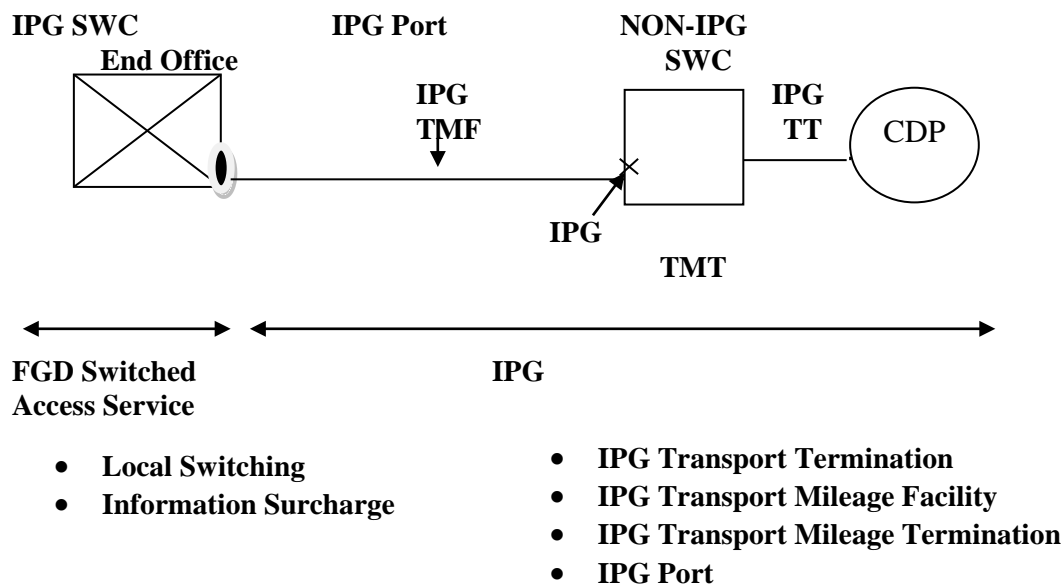 IPG SWC
End Office
IPG Port
NON-IPG
SWC
IPG
TMF
IPG
TT
CDP
IPG
TMT
FGD Switched
Access Service
IPG
• Local Switching
• Information Surcharge
• IPG Transport Termination
• IPG Transport Mileage Facility
• IPG Transport Mileage Termination
• IPG Port